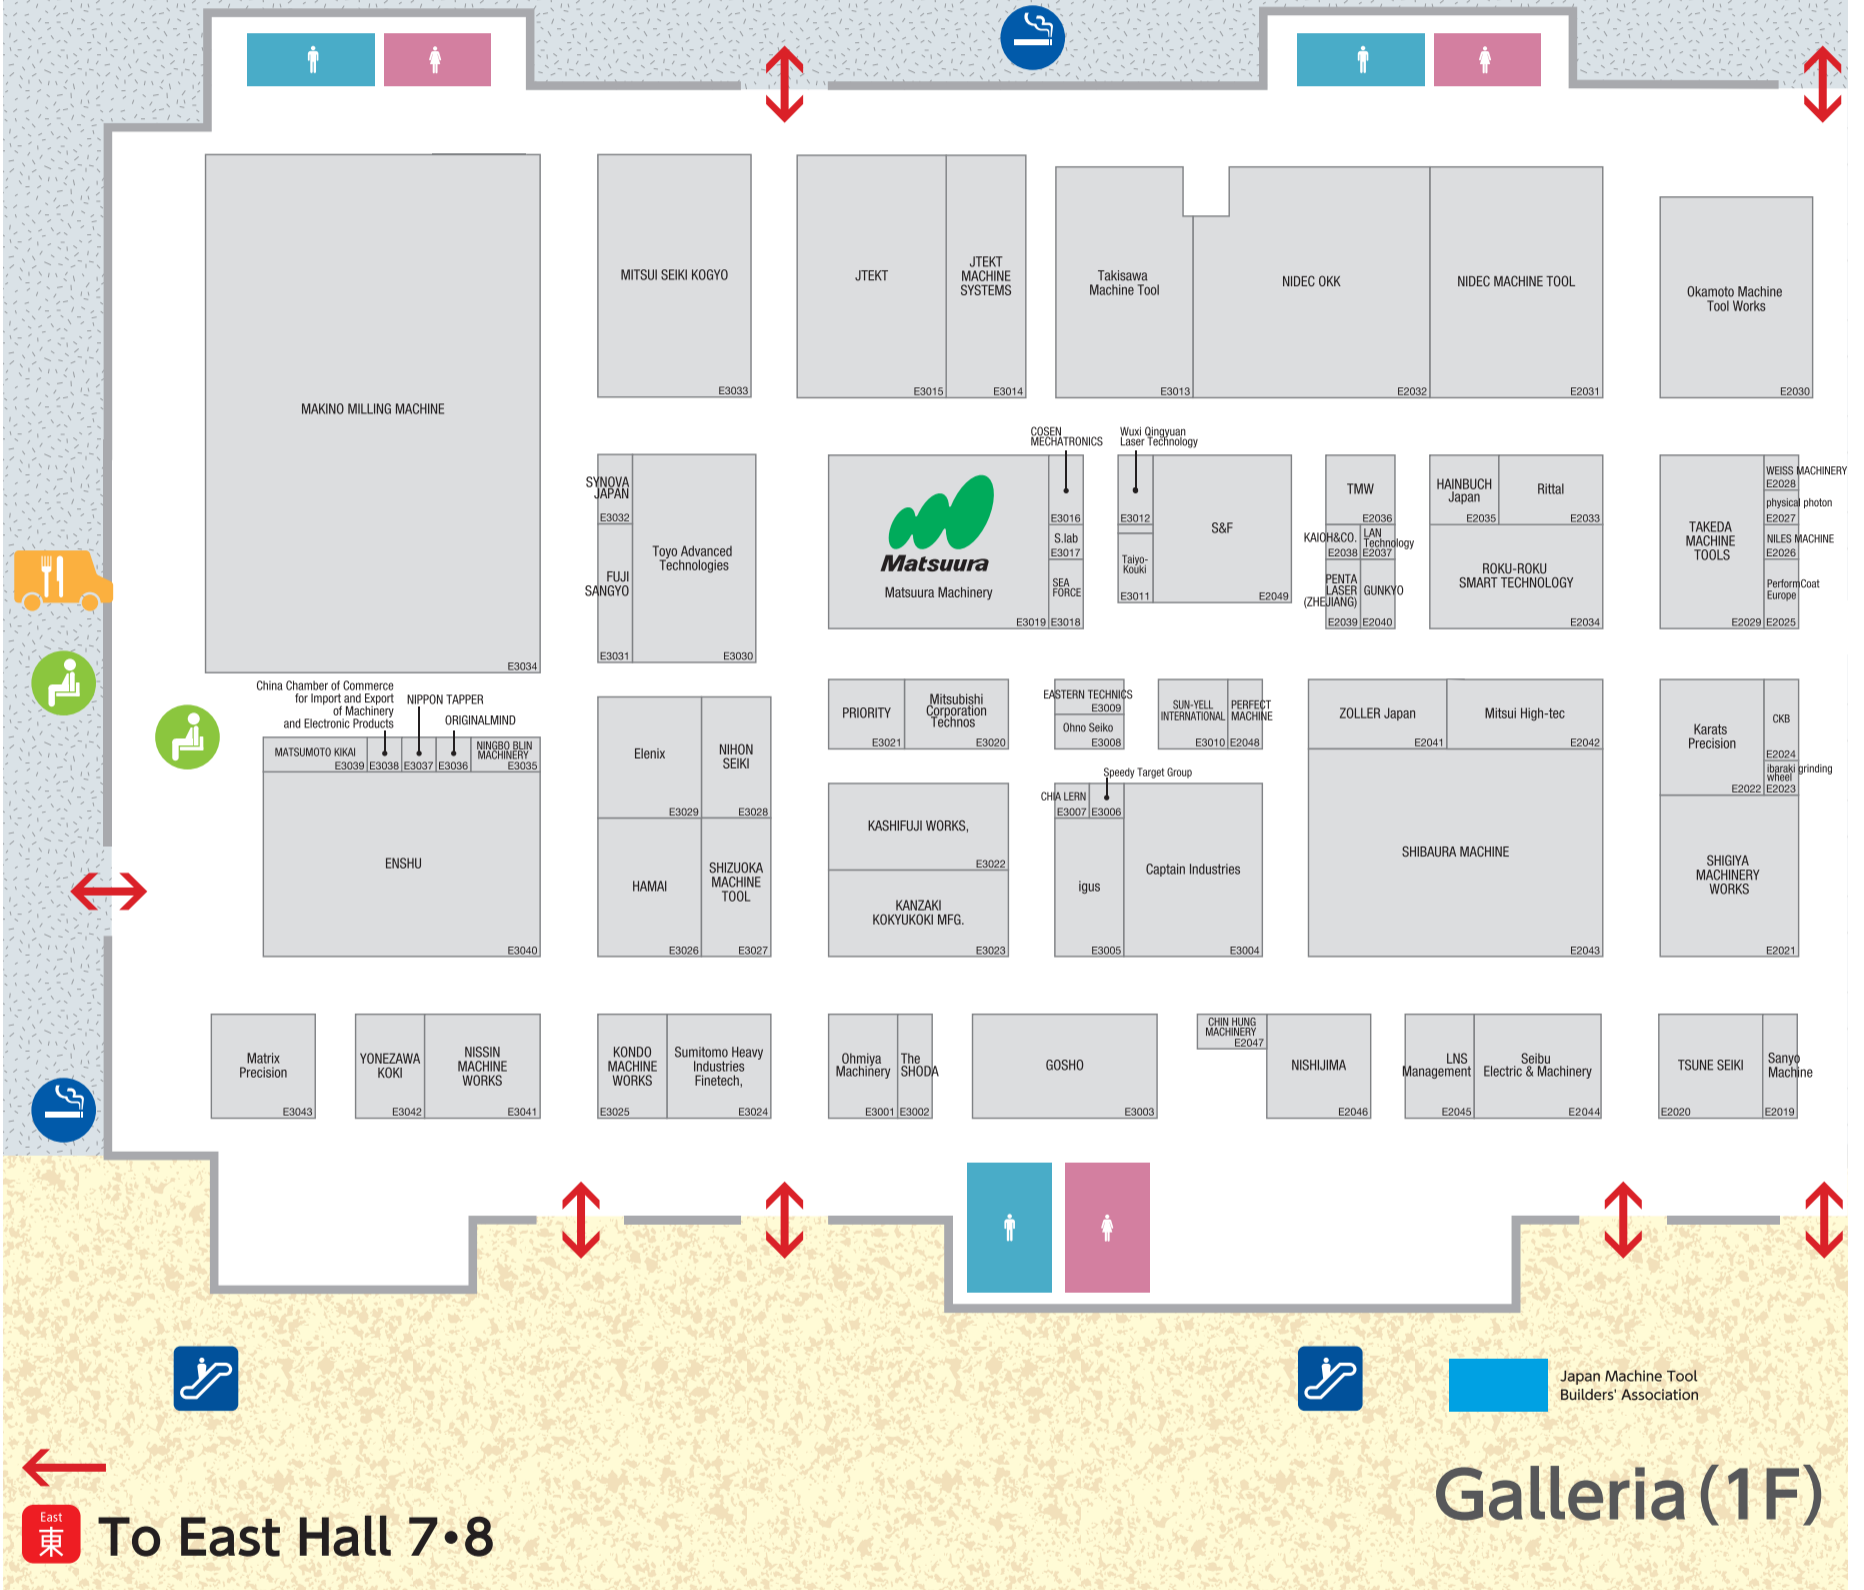 MAKINO MILLING MACHINE
E3034
MITSUI SEIKI KOGYO
E3033
JTEKT
E3015
JTEKT
MACHINE
SYSTEMS
E3014
Takisawa
Machine Tool
E3013
NIDEC OKK
E2032
NIDEC MACHINE TOOL
E2031
Okamoto Machine
Tool Works
E2030
SYNOVA
JAPAN
E3032
FUJI
SANGYO
E3031
Toyo Advanced
Technologies
E3030
Matsuura
Matsuura Machinery
E3019
COSEN
MECHATRONICS
E3016
S.lab
E3017
SEA
FORCE
E3018
Wuxi Qingyuan
Laser Technology
E3012
Taiyo-
Kouki
E3011
S&F
E2049
TMW
E2036
KAIOH&CO.
E2038
LAN
Technology
E2037
PENTA
LASER
(ZHEJIANG)
E2039
GUNKYO
E2040
HAINBUCH
Japan
E2035
Rittal
E2033
ROKU-ROKU
SMART TECHNOLOGY
E2034
TAKEDA
MACHINE
TOOLS
E2029
WEISS MACHINERY
E2028
physical photon
E2027
NILES MACHINE
E2026
PerformCoat
Europe
E2025
China Chamber of Commerce
for Import and Export
of Machinery
and Electronic Products
NIPPON TAPPER
ORIGINALMIND
MATSUMOTO KIKAI
E3039
E3038
E3037
E3036
NINGBO BLIN
MACHINERY
E3035
ENSHU
E3040
Elenix
E3029
NIHON
SEIKI
E3028
HAMAI
E3026
SHIZUOKA
MACHINE
TOOL
E3027
PRIORITY
E3021
Mitsubishi
Corporation
Technos
E3020
EASTERN TECHNICS
E3009
Ohno Seiko
E3008
SUN-YELL
INTERNATIONAL
E3010
PERFECT
MACHINE
E2048
ZOLLER Japan
E2041
Mitsui High-tec
E2042
Karats
Precision
E2022
CKB
E2024
ibaraki grinding
wheel
E2023
KASHIFUJI WORKS,
E3022
KANZAKI
KOKYUKOKI MFG.
E3023
Speedy Target Group
CHIA LERN
E3007
E3006
igus
E3005
Captain Industries
E3004
SHIBAURA MACHINE
E2043
SHIGIYA
MACHINERY
WORKS
E2021
Matrix
Precision
E3043
YONEZAWA
KOKI
E3042
NISSIN
MACHINE
WORKS
E3041
KONDO
MACHINE
WORKS
E3025
Sumitomo Heavy
Industries
Finetech,
E3024
Ohmiya
Machinery
E3001
The
SHODA
E3002
GOSHO
E3003
CHIN HUNG
MACHINERY
E2047
NISHIJIMA
E2046
LNS
Management
E2045
Seibu
Electric & Machinery
E2044
TSUNE SEIKI
E2020
Sanyo
Machine
E2019
Japan Machine Tool
Builders' Association
Galleria (1F)
East
東
To East Hall 7•8